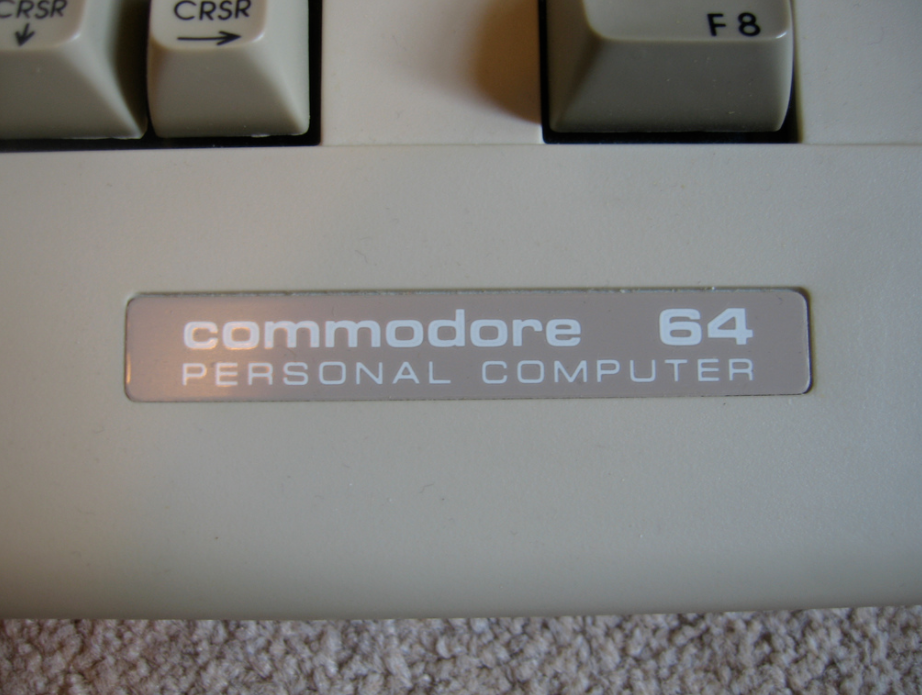 CRSR CRSR F8
↓ →
commodore 64
PERSONAL COMPUTER